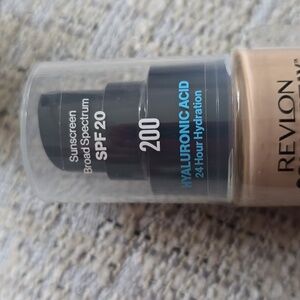 Sunscreen
Broad Spectrum
SPF 20
200
HYALURONIC ACID
24 Hour Hydration
REVLON